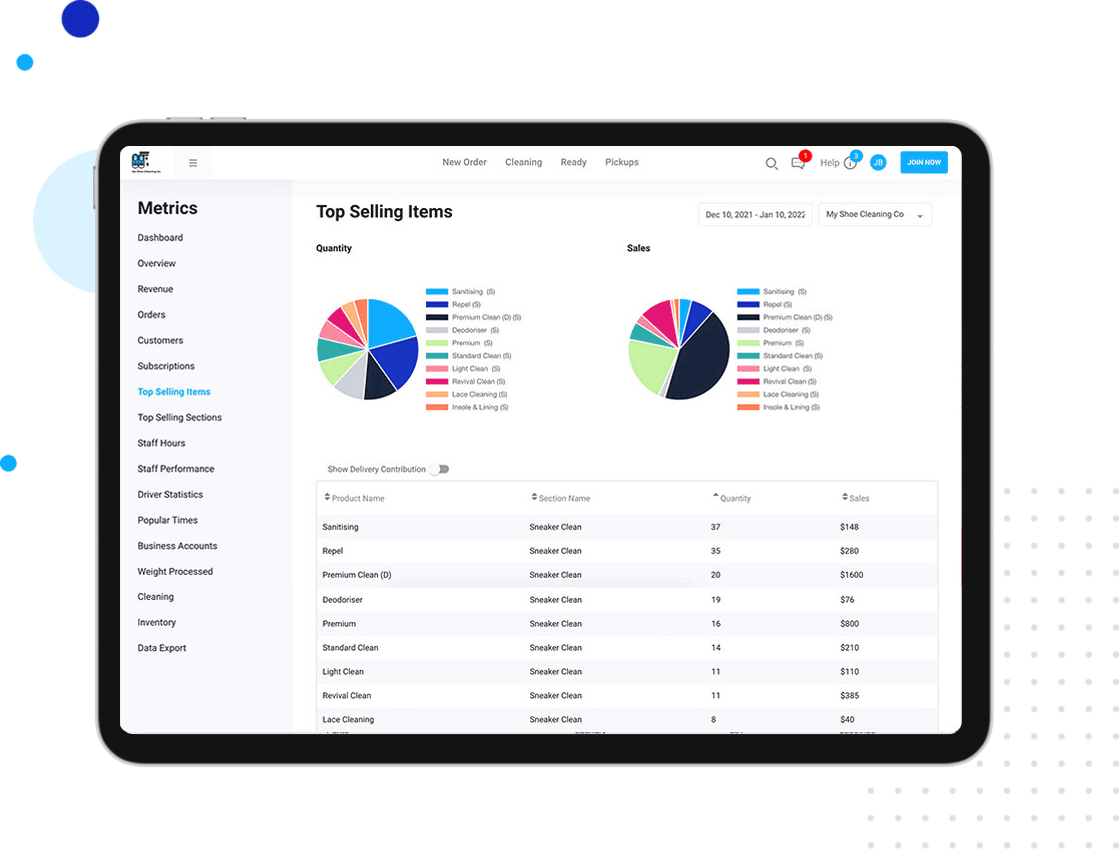 My Shoe Cleaning Co
New Order Cleaning Ready Pickups
1
Help
3
JB
JOIN NOW
Metrics
Dashboard
Overview
Revenue
Orders
Customers
Subscriptions
Top Selling Items
Top Selling Sections
Staff Hours
Staff Performance
Driver Statistics
Popular Times
Business Accounts
Weight Processed
Cleaning
Inventory
Data Export
Top Selling Items
Dec 10, 2021 - Jan 10, 2022
My Shoe Cleaning Co
Quantity
Sanitising (S)
Repel (S)
Premium Clean (D) (S)
Deodoriser (S)
Premium (S)
Standard Clean (S)
Light Clean (S)
Revival Clean (S)
Lace Cleaning (S)
Insole & Lining (S)
Sales
Sanitising (S)
Repel (S)
Premium Clean (D) (S)
Deodoriser (S)
Premium (S)
Standard Clean (S)
Light Clean (S)
Revival Clean (S)
Lace Cleaning (S)
Insole & Lining (S)
Show Delivery Contribution
Product Name Section Name Quantity Sales
Sanitising Sneaker Clean 37 $148
Repel Sneaker Clean 35 $280
Premium Clean (D) Sneaker Clean 20 $1600
Deodoriser Sneaker Clean 19 $76
Premium Sneaker Clean 16 $800
Standard Clean Sneaker Clean 14 $210
Light Clean Sneaker Clean 11 $110
Revival Clean Sneaker Clean 11 $385
Lace Cleaning Sneaker Clean 8 $40